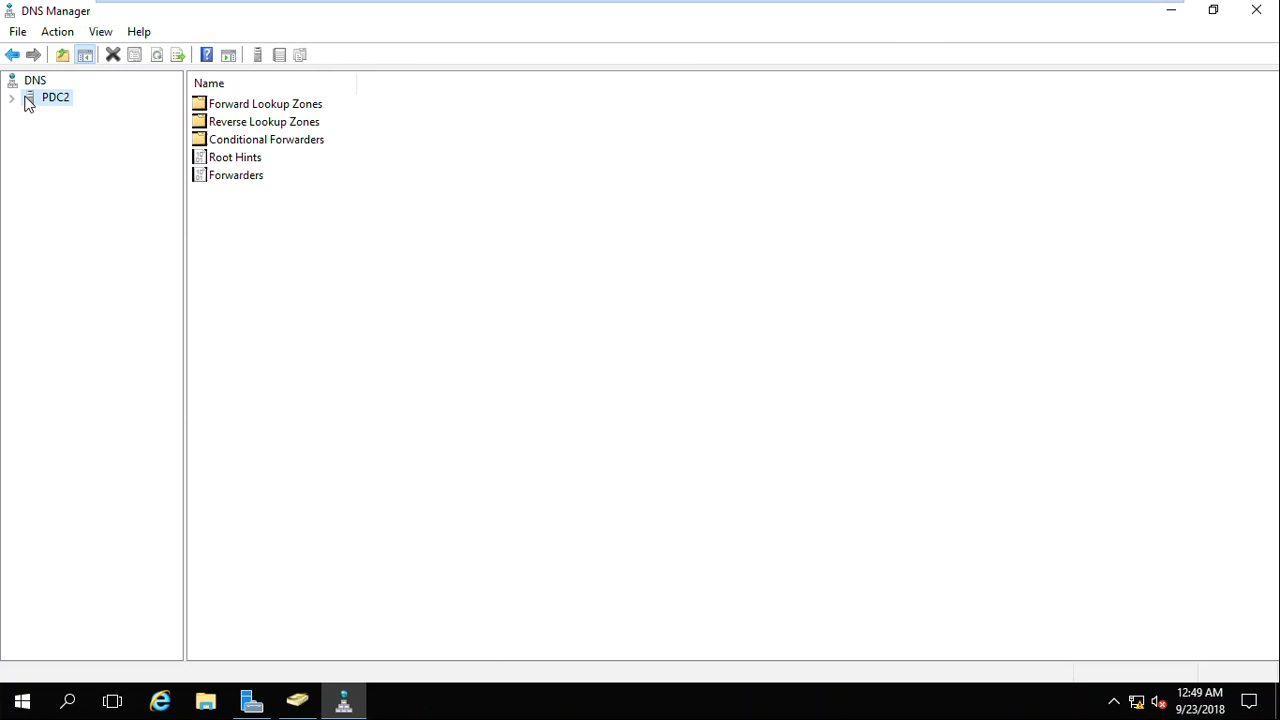 DNS Manager
File Action View Help
DNS
PDC2
Name
Forward Lookup Zones
Reverse Lookup Zones
Conditional Forwarders
Root Hints
Forwarders
12:49 AM
9/23/2018